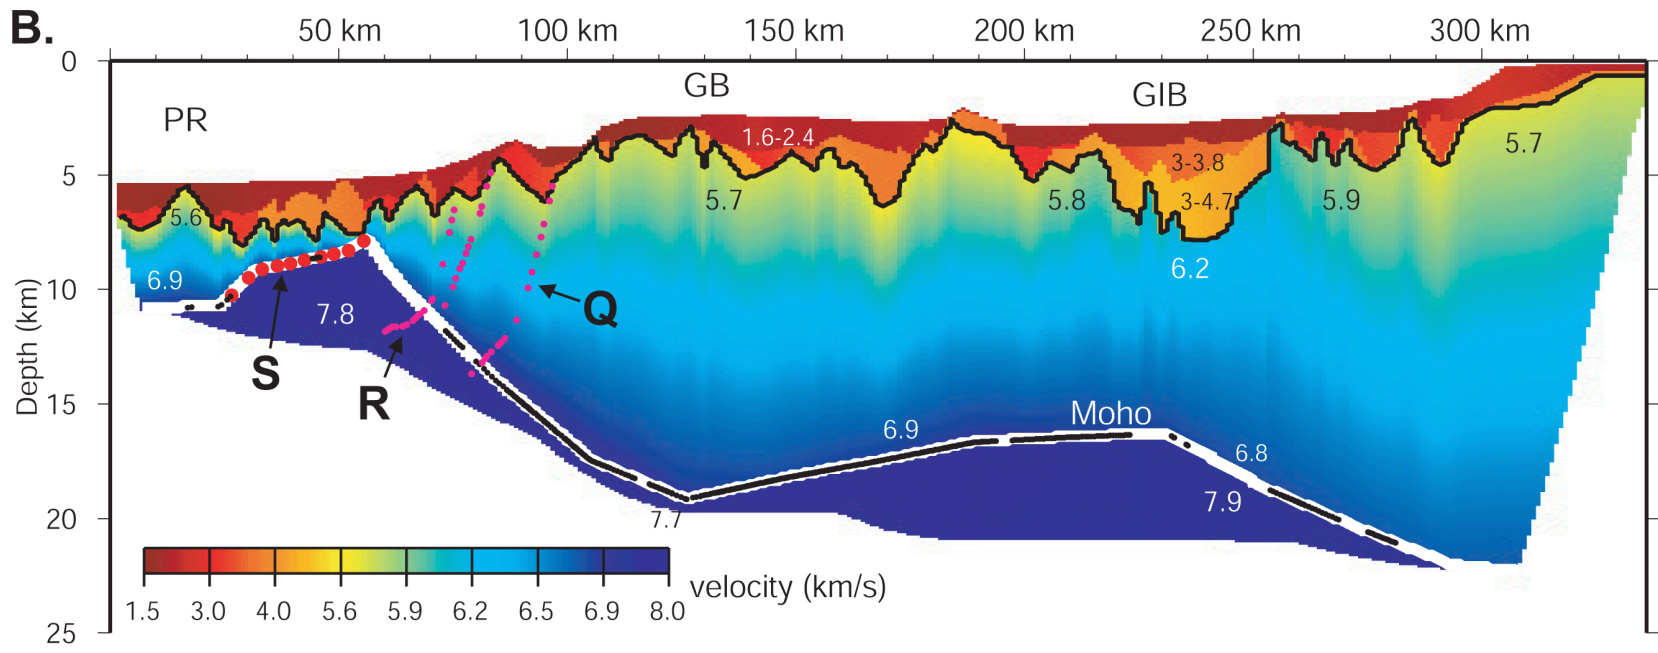 B.
50 km 100 km 150 km 200 km 250 km 300 km
0
5
10
15
20
25
Depth (km)
PR
GB
GIB
1.6-2.4
3-3.8
3-4.7
5.6
5.7
5.8
5.9
5.7
6.2
6.9
7.8
S
R
Q
Moho
6.9
6.8
7.9
7.7
velocity (km/s)
1.5 3.0 4.0 5.6 5.9 6.2 6.5 6.9 8.0